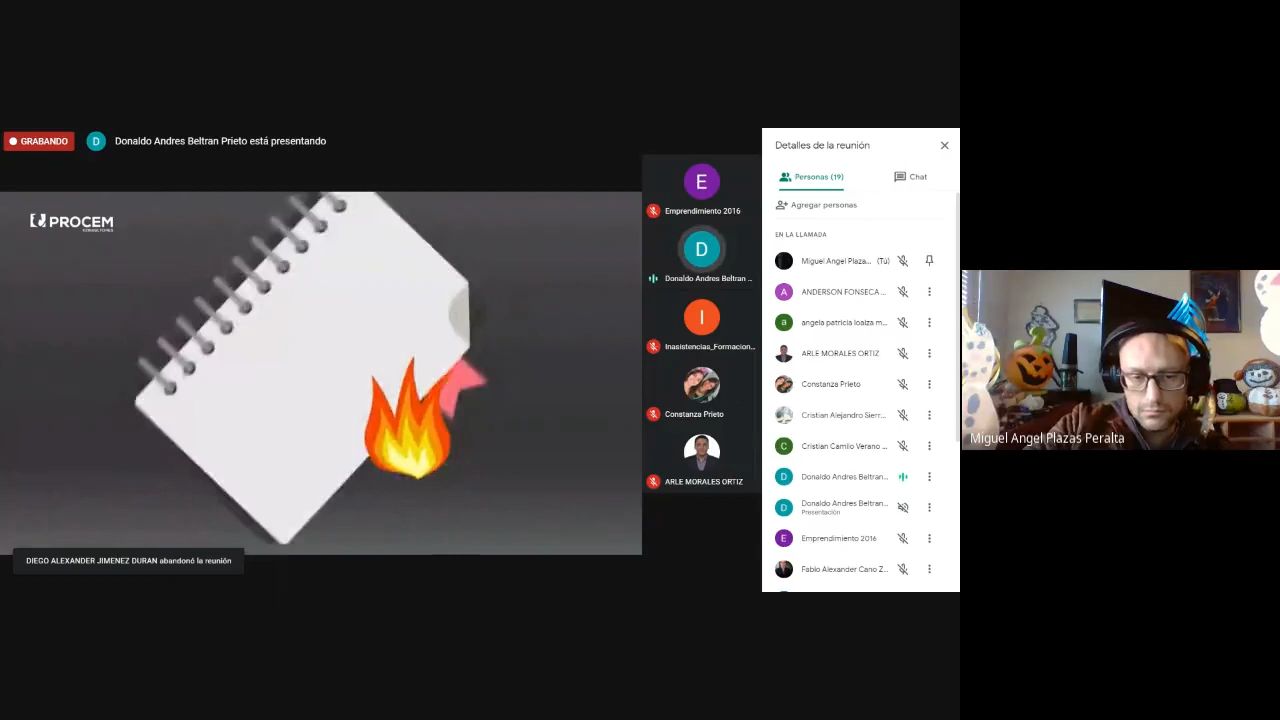 GRABANDO
D
Donaldo Andres Beltran Prieto está presentando
PROCEM
E
Emprendimiento 2016
D
Donaldo Andres Beltran ...
I
Inasistencias_Formacion...
Constanza Prieto
ARLE MORALES ORTIZ
DIEGO ALEXANDER JIMENEZ DURAN abandonó la reunión
Detalles de la reunión
Personas (19)
Chat
Agregar personas
EN LA LLAMADA
Miguel Angel Plaza... (Tú)
A
ANDERSON FONSECA ...
a
angela patricia loaiza m...
ARLE MORALES ORTIZ
Constanza Prieto
Cristian Alejandro Sierr...
C
Cristian Camilo Verano ...
D
Donaldo Andres Beltran...
D
Donaldo Andres Beltran...
Presentación
E
Emprendimiento 2016
Fabio Alexander Cano Z...
Miguel Angel Plazas Peralta